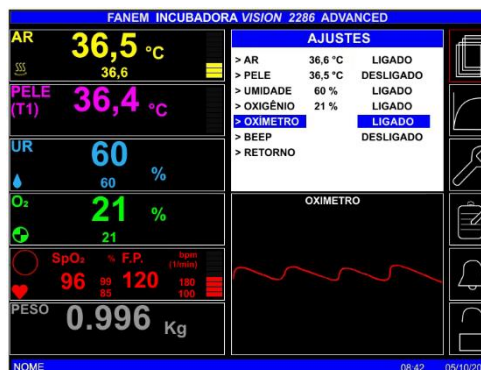 FANEM INCUBADORA VISION 2286 ADVANCED
AR
36,5 °C
36,6
PELE
(T1)
36,4 °C
UR
60 %
60
O₂
21 %
21
SpO₂ % F.P. bpm
(1/min)
96 99 120 180
85 100
PESO
0.996 Kg
AJUSTES
> AR 36,6 °C LIGADO
> PELE 36,5 °C DESLIGADO
> UMIDADE 60 % LIGADO
> OXIGÊNIO 21 % LIGADO
> OXÍMETRO LIGADO
> BEEP DESLIGADO
> RETORNO
OXIMETRO
NOME 08:42 05/10/20